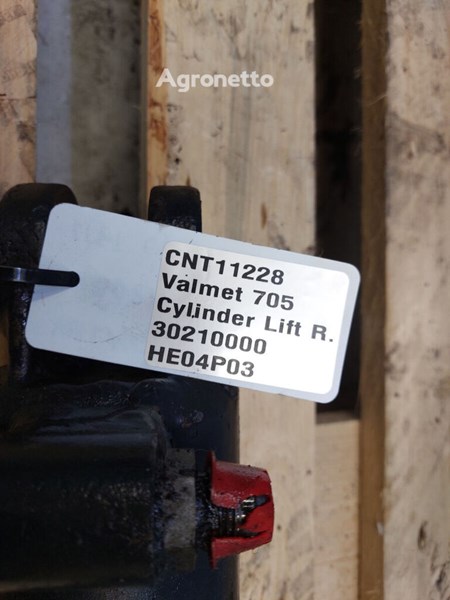 Agronetto
CNT11228
Valmet 705
Cylinder Lift R.
30210000
HE04P03